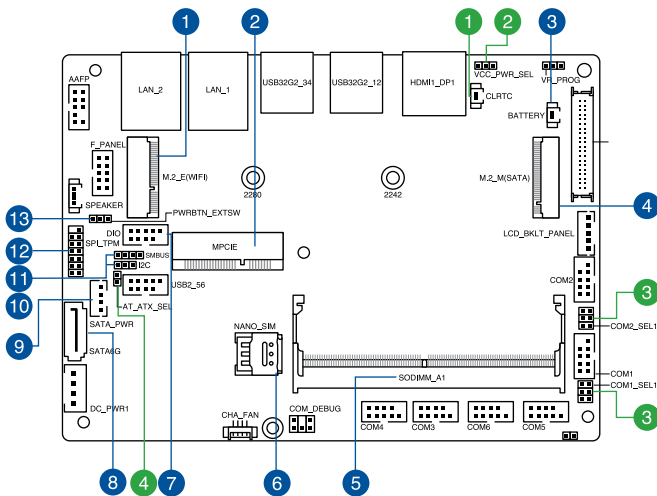 1
2
1
2
3
AAFP
LAN_2
LAN_1
USB32G2_34
USB32G2_12
HDMI1_DP1
VCC_PWR_SEL
VP_PROG
CLRTC
BATTERY
F_PANEL
M.2_E(WIFI)
2280
2242
M.2_M(SATA)
4
SPEAKER
13
PWRBTN_EXTSW
DIO
12
SPI_TPM
MPCIE
LCD_BKLT_PANEL
11
SMBUS
I2C
COM2
10
USB2_56
AT_ATX_SEL
3
9
SATA_PWR
NANO_SIM
COM2_SEL1
SATA6G
SODIMM_A1
COM1
COM1_SEL1
3
DC_PWR1
CHA_FAN
COM_DEBUG
COM4
COM3
COM6
COM5
8
4
7
6
5